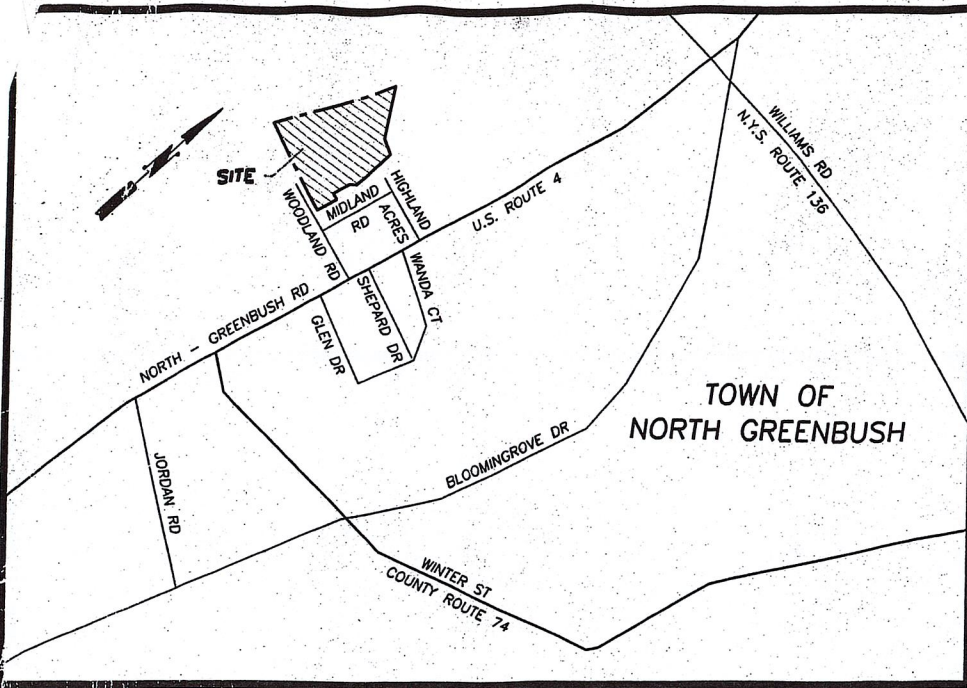 WILLIAMS RD
N.Y.S. ROUTE 136
SITE
HIGHLAND
ACRES
MIDLAND
RD
WOODLAND RD
U.S. ROUTE 4
WANDA CT
SHEPARD DR
GLEN DR
NORTH - GREENBUSH RD
TOWN OF
NORTH GREENBUSH
BLOOMINGROVE DR
JORDAN RD
WINTER ST
COUNTY ROUTE 74